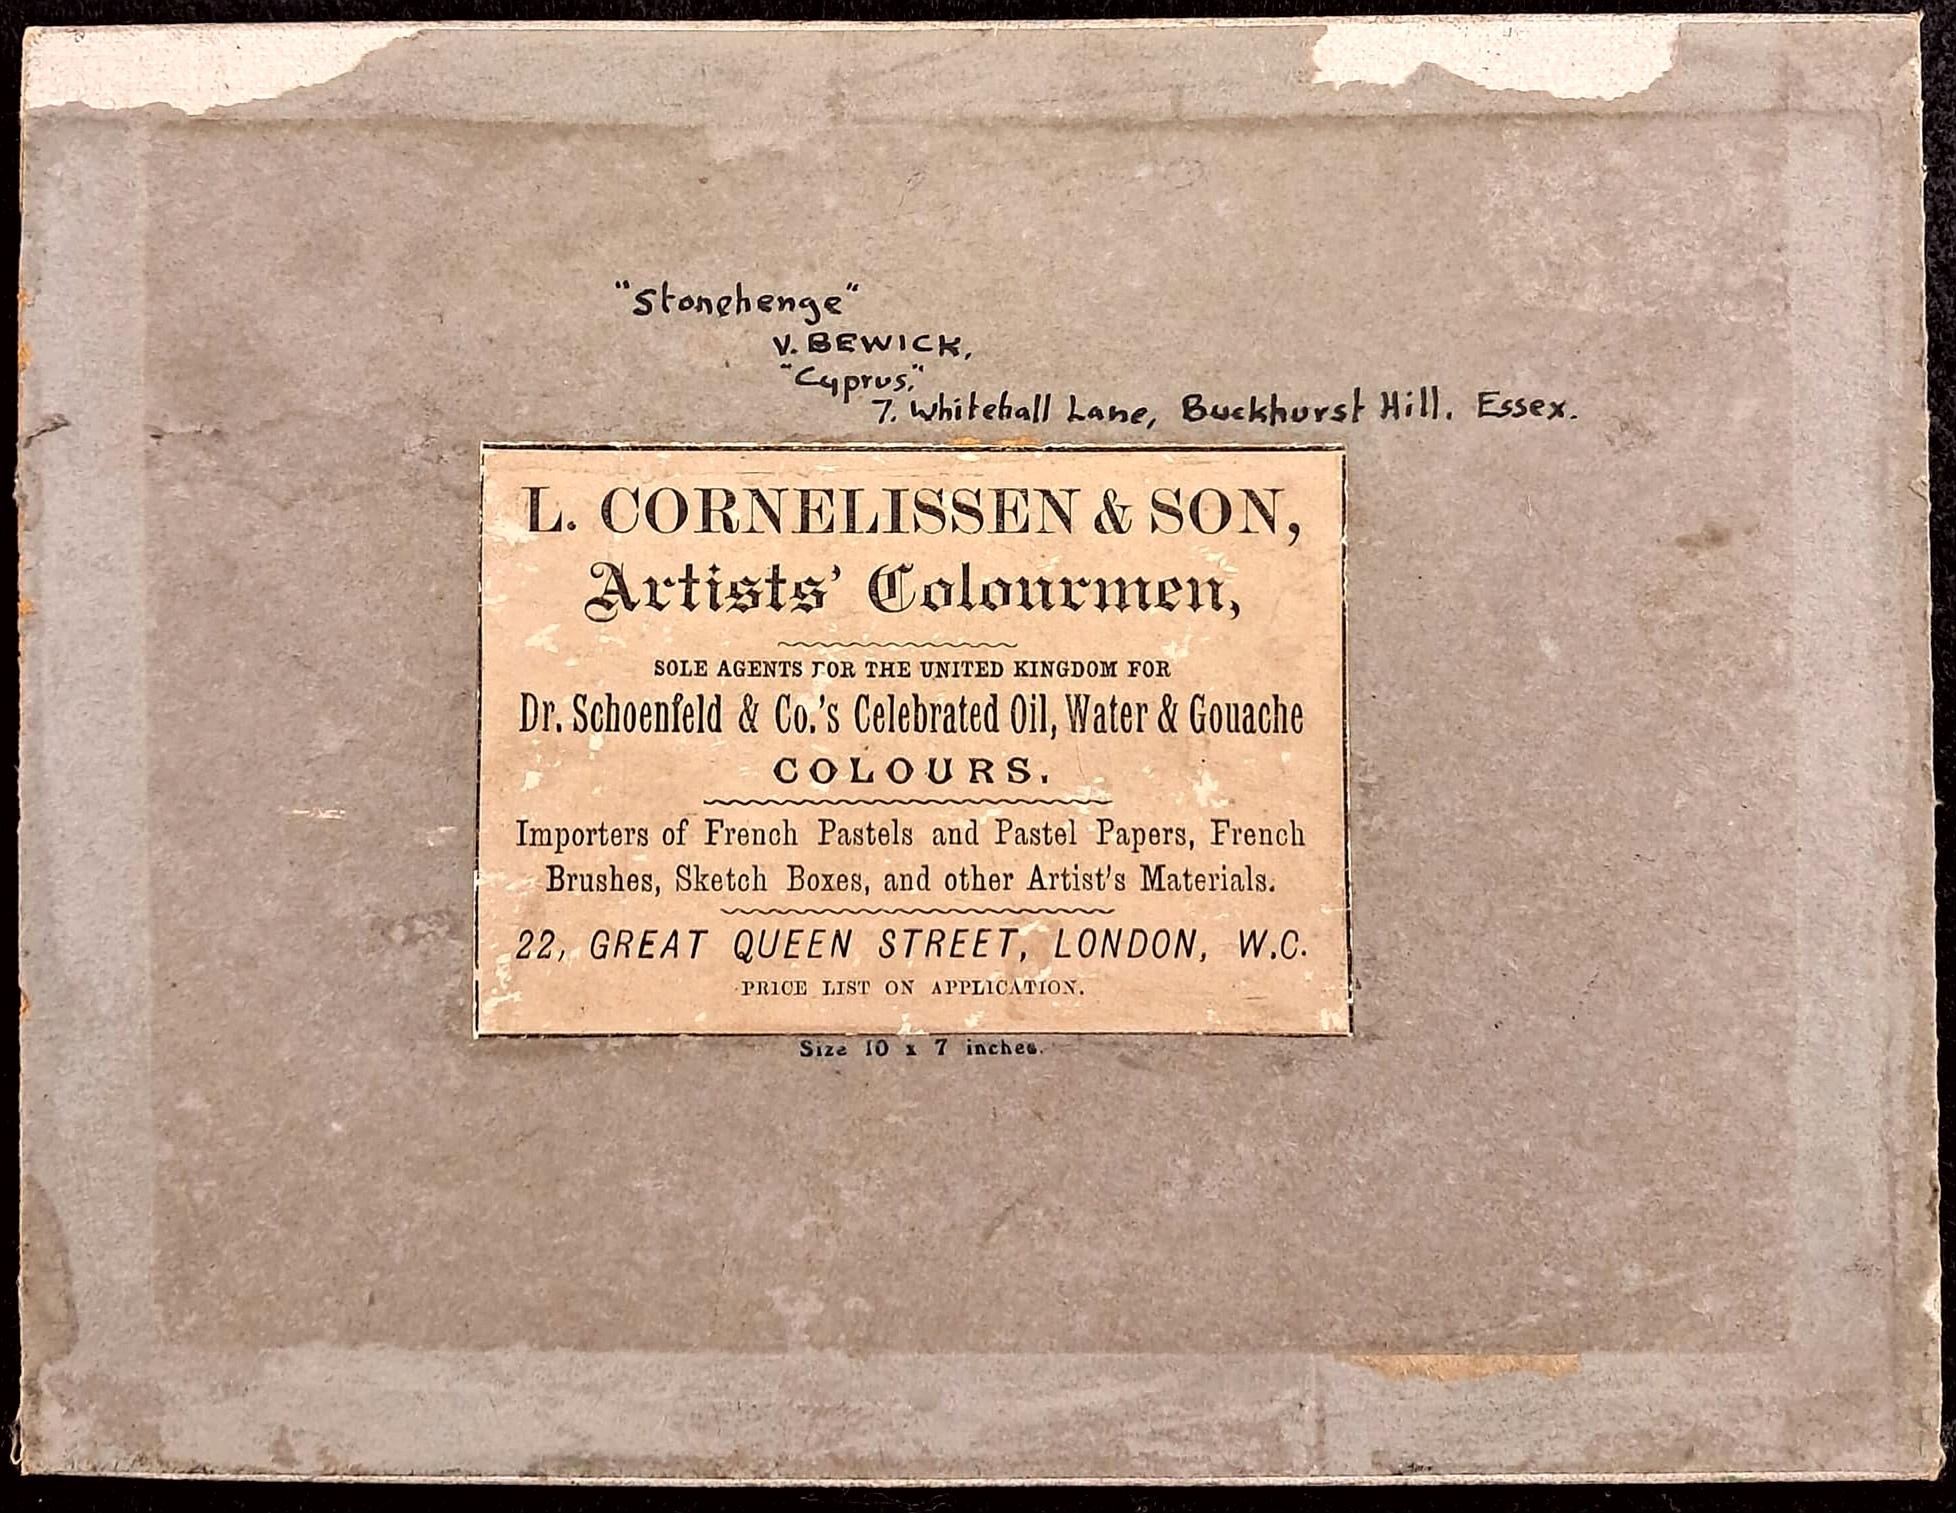 "Stonehenge"
V. BEWICK,
"Cyprus,"
7. Whitehall Lane, Buckhurst Hill. Essex.
L. CORNELISSEN & SON,
Artists' Colourmen,
SOLE AGENTS FOR THE UNITED KINGDOM FOR
Dr. Schoenfeld & Co.'s Celebrated Oil, Water & Gouache
COLOURS.
Importers of French Pastels and Pastel Papers, French
Brushes, Sketch Boxes, and other Artist's Materials.
22, GREAT QUEEN STREET, LONDON, W.C.
PRICE LIST ON APPLICATION.
Size 10 x 7 inches.